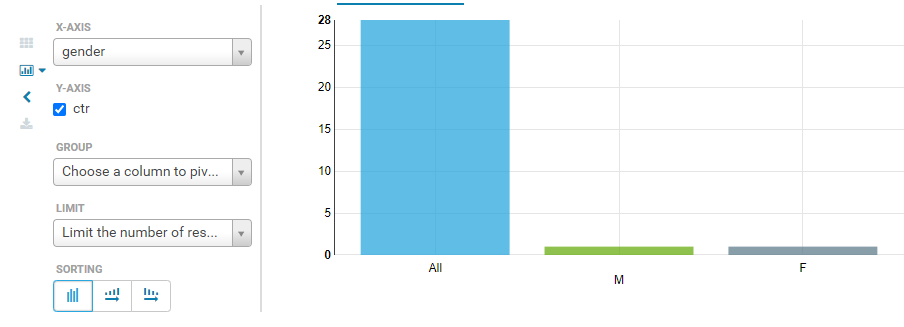 X-AXIS
gender
Y-AXIS
ctr
GROUP
Choose a column to piv...
LIMIT
Limit the number of res...
SORTING
28
25
20
15
10
5
0
All
M
F